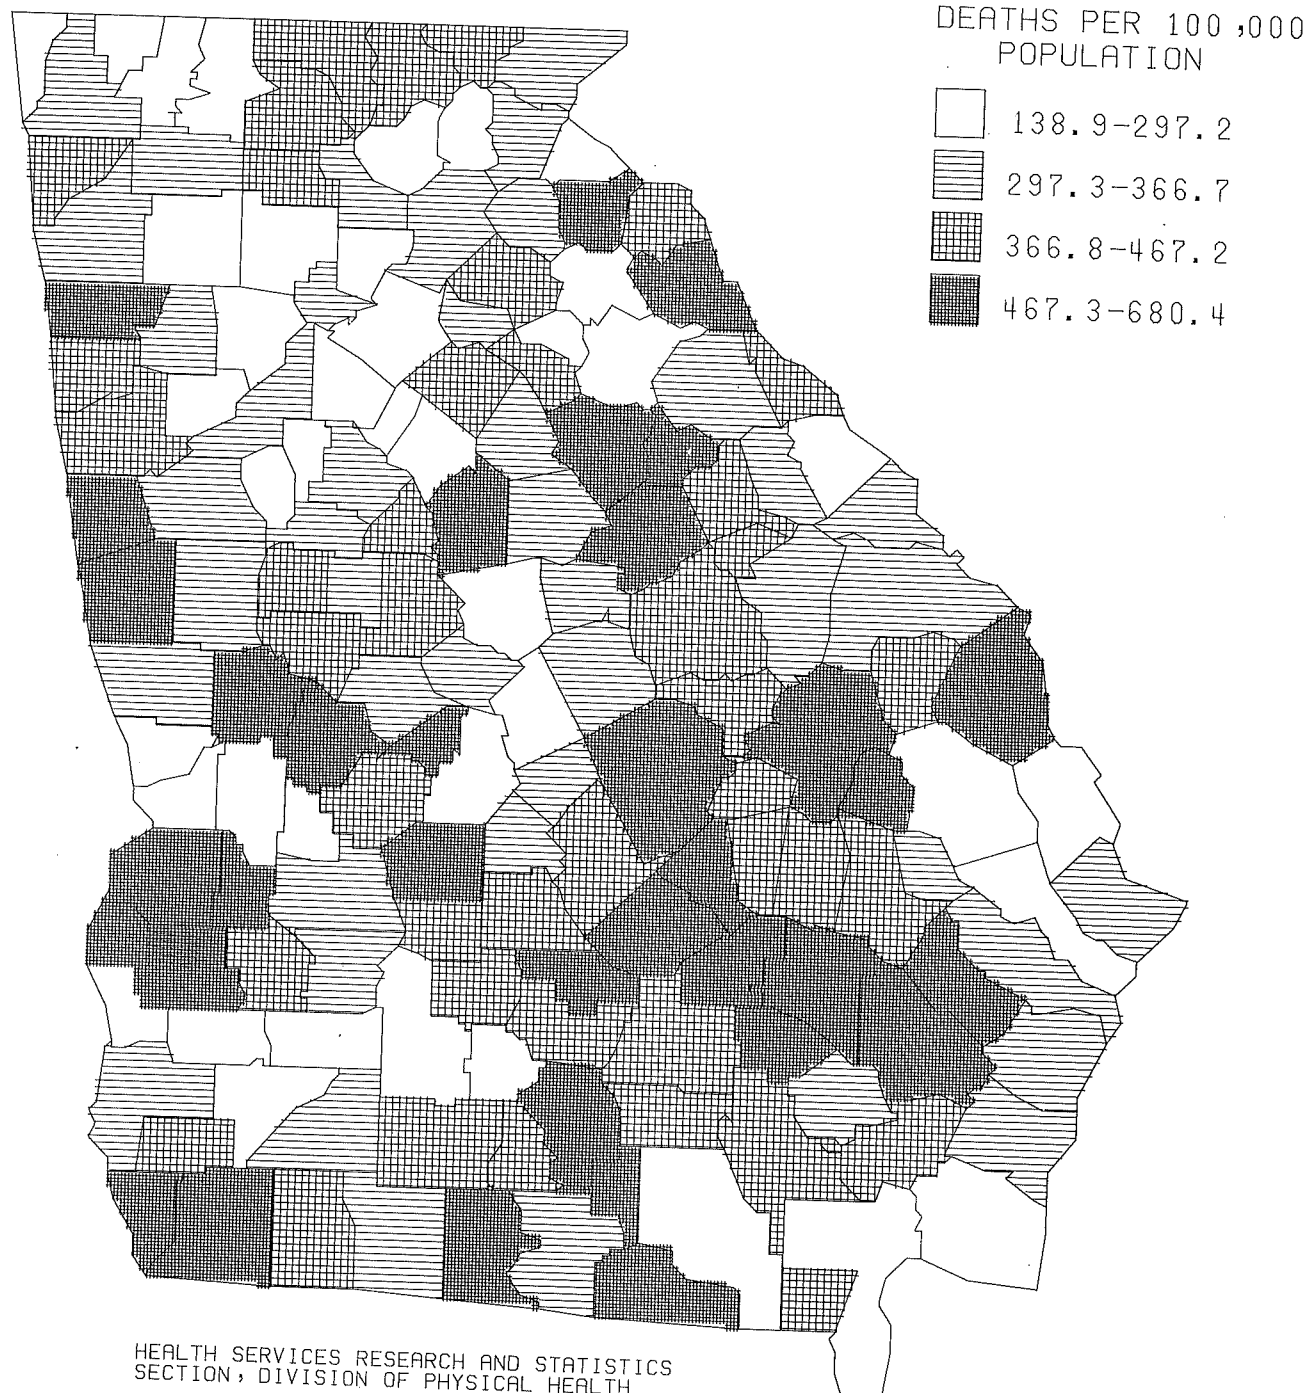 DEATHS PER 100,000
POPULATION
138.9-297.2
297.3-366.7
366.8-467.2
467.3-680.4
HEALTH SERVICES RESEARCH AND STATISTICS
SECTION, DIVISION OF PHYSICAL HEALTH